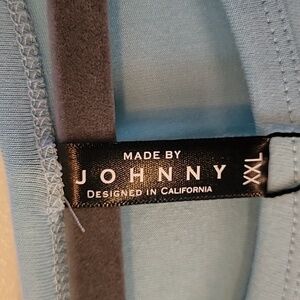 MADE BY
JOHNNY
DESIGNED IN CALIFORNIA
XXL